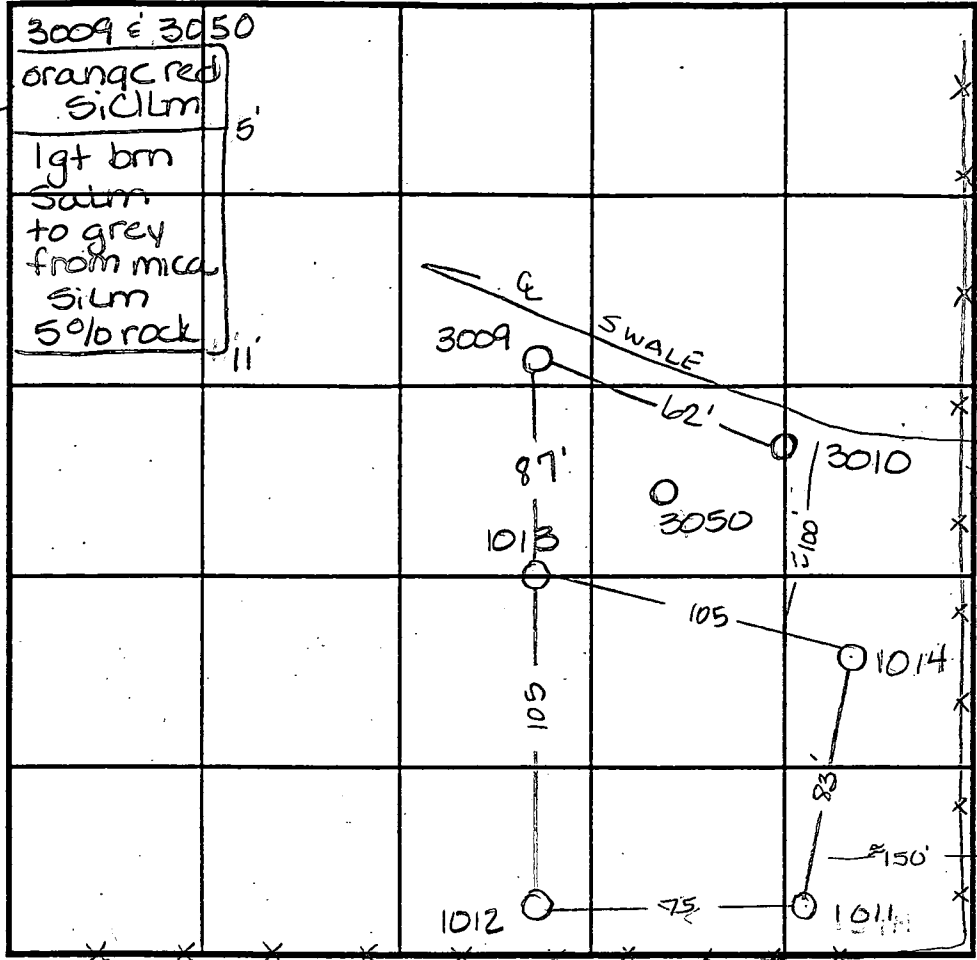 3009 & 3050
orange red
SiClLm
5'
lgt brn
SaLm
to grey
from mica
SiLm
5% rock
11'
℄
SWALE
3009
62'
3010
87'
3050
≈100'
1013
105
1014
105
83'
≈150'
1012
75
1011